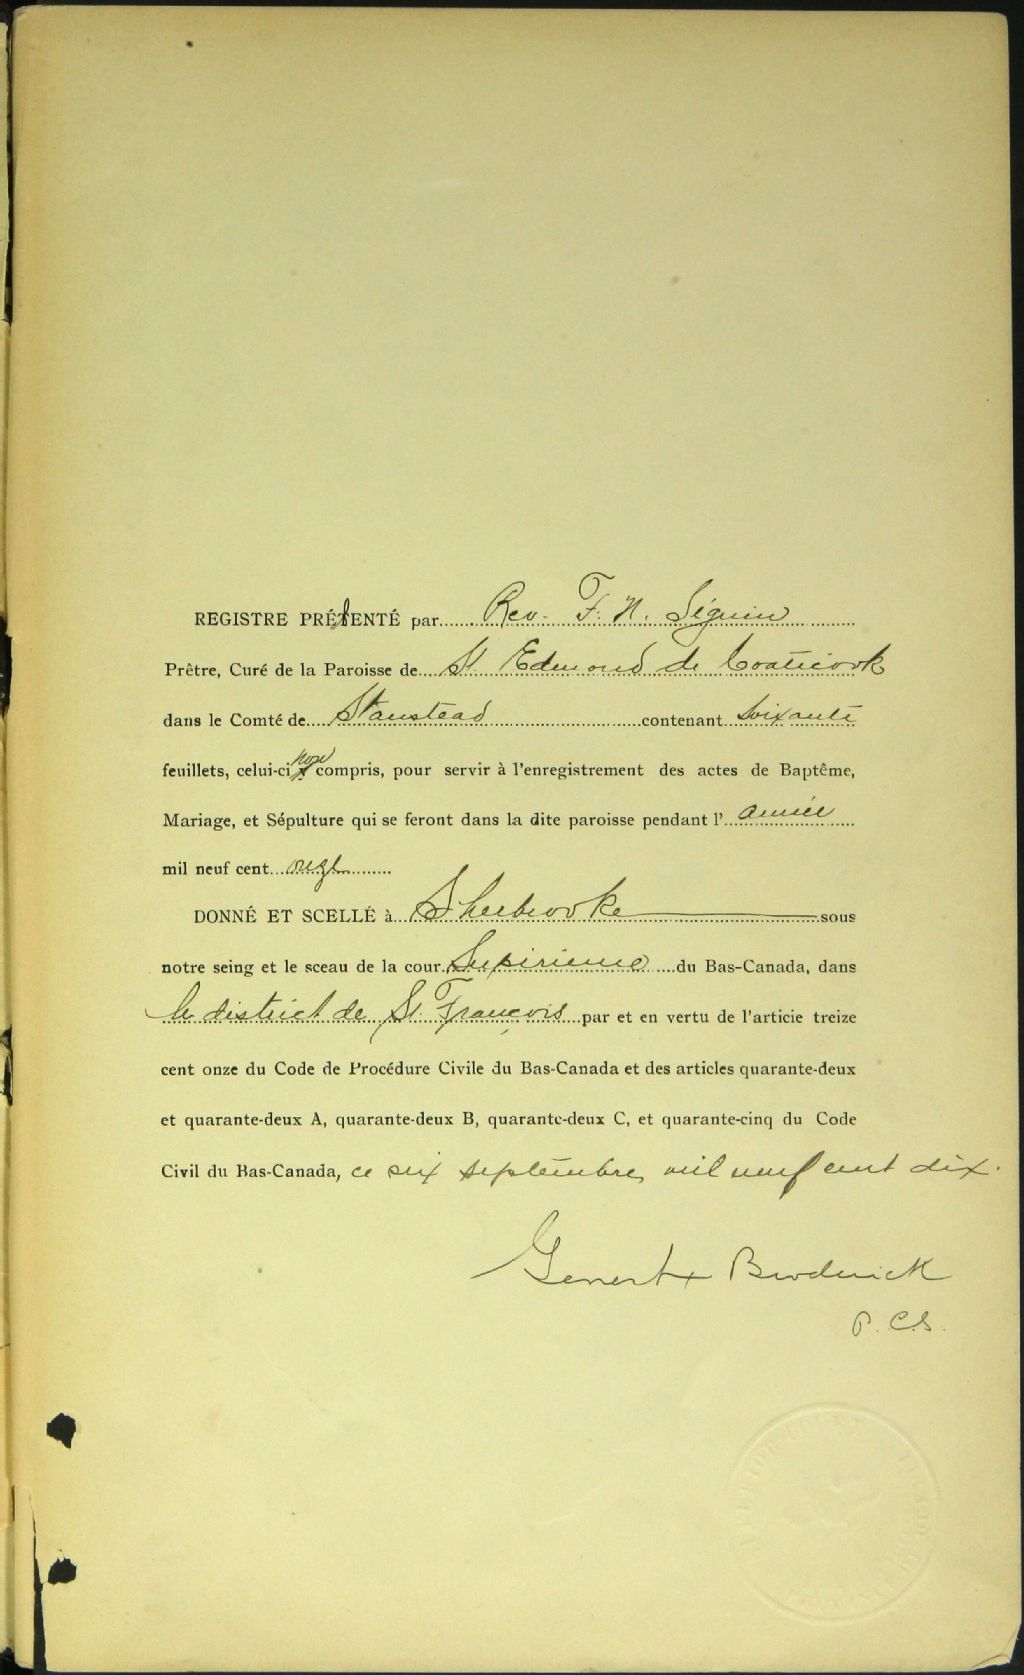 REGISTRE PRÉSENTÉ par Rev. F. N. Séguin
Prêtre, Curé de la Paroisse de St. Edmond de Coaticook
dans le Comté de Stanstead contenant soixante
feuillets, celui-ci non compris, pour servir à l'enregistrement des actes de Baptême,
Mariage, et Sépulture qui se feront dans la dite paroisse pendant l'année
mil neuf cent onze
DONNÉ ET SCELLÉ à Sherbrooke sous
notre seing et le sceau de la cour Supérieure du Bas-Canada, dans
le district de St. François par et en vertu de l'articie treize
cent onze du Code de Procédure Civile du Bas-Canada et des articles quarante-deux
et quarante-deux A, quarante-deux B, quarante-deux C, et quarante-cinq du Code
Civil du Bas-Canada, ce six septembre mil neuf cent dix.
Broderick
P. C. S.